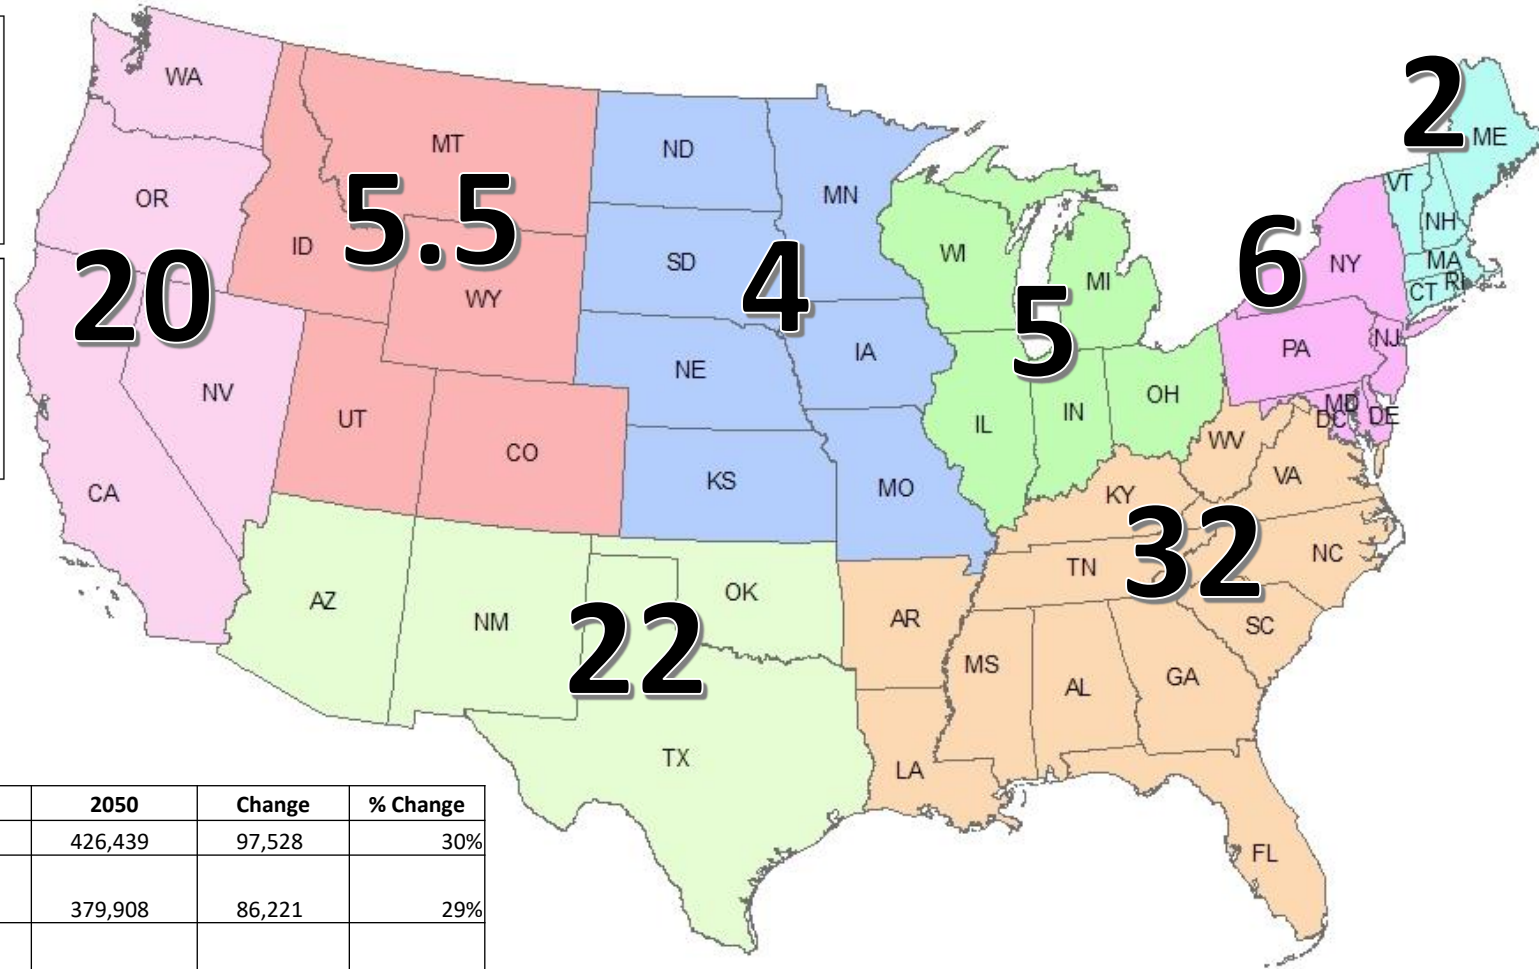 WA
MT
ND
OR
ID
5.5
WY
SD
MN
WI
MI
2
ME
VT
NH
NY
MA
RI
CT
6
20
4
5
NV
UT
CO
NE
IA
IL
IN
OH
PA
NJ
MD
DC
DE
CA
KS
MO
WV
VA
KY
32
AZ
NM
22
OK
AR
TN
NC
SC
MS
AL
GA
TX
LA
FL
2050 Change % Change
426,439 97,528 30%
379,908 86,221 29%